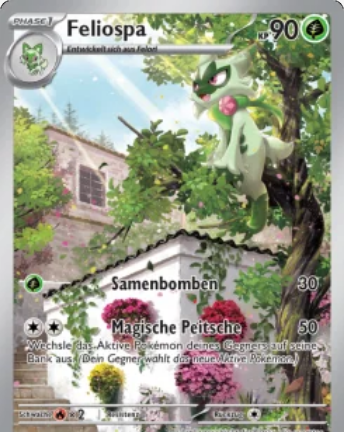 PHASE 1
Feliospa
KP 90
Entwickelt sich aus Felori
Samenbomben 30
Magische Peitsche 50
Wechsle das Aktive Pokémon deines Gegners auf seine
Bank aus. (Dein Gegner wählt das neue Aktive Pokémon.)
Schwäche ×2 Resistenz Rückzug